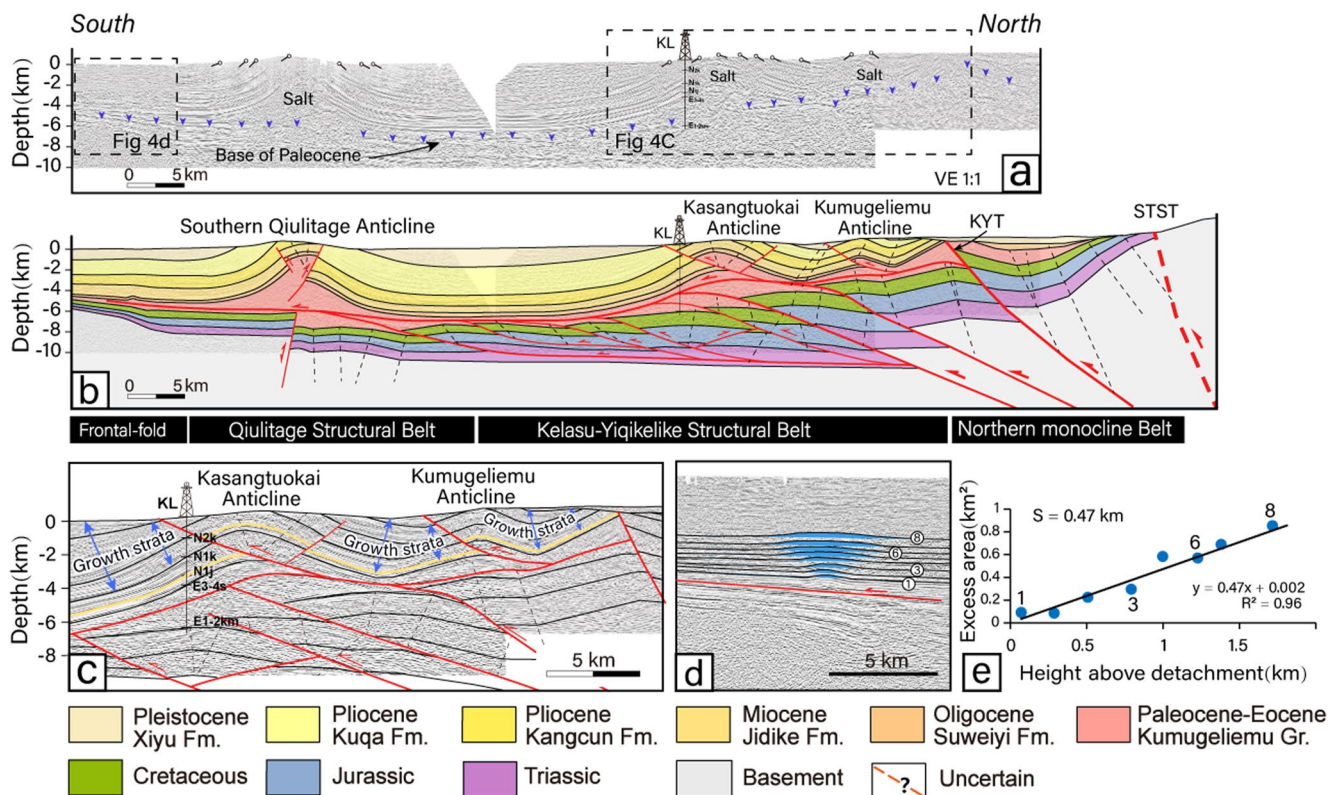 South
North
KL
0
-2
-4
-6
-8
-10
Depth(km)
N2k
N1k
N1j
E3-4s
E1-2km
Salt
Salt
Salt
Fig 4d
Fig 4C
Base of Paleocene
0 5 km
VE 1:1
a
Southern Qiulitage Anticline
Kasangtuokai
Anticline
Kumugeliemu
Anticline
KL
KYT
STST
0
-2
-4
-6
-8
-10
Depth(km)
0 5 km
b
Frontal-fold
Qiulitage Structural Belt
Kelasu-Yiqikelike Structural Belt
Northern monocline Belt
Kasangtuokai
Anticline
Kumugeliemu
Anticline
KL
0
-2
-4
-6
-8
Depth(km)
Growth strata
Growth strata
Growth strata
N2k
N1k
N1j
E3-4s
E1-2km
5 km
c
8
6
3
1
5 km
d
S = 0.47 km
1
3
6
8
y = 0.47x + 0.002
R² = 0.96
1
0.8
0.6
0.4
0.2
0
Excess area(km²)
0 0.5 1 1.5 2
Height above detachment(km)
e
Pleistocene
Xiyu Fm.
Pliocene
Kuqa Fm.
Pliocene
Kangcun Fm.
Miocene
Jidike Fm.
Oligocene
Suweiyi Fm.
Paleocene-Eocene
Kumugeliemu Gr.
Cretaceous
Jurassic
Triassic
Basement
?
Uncertain